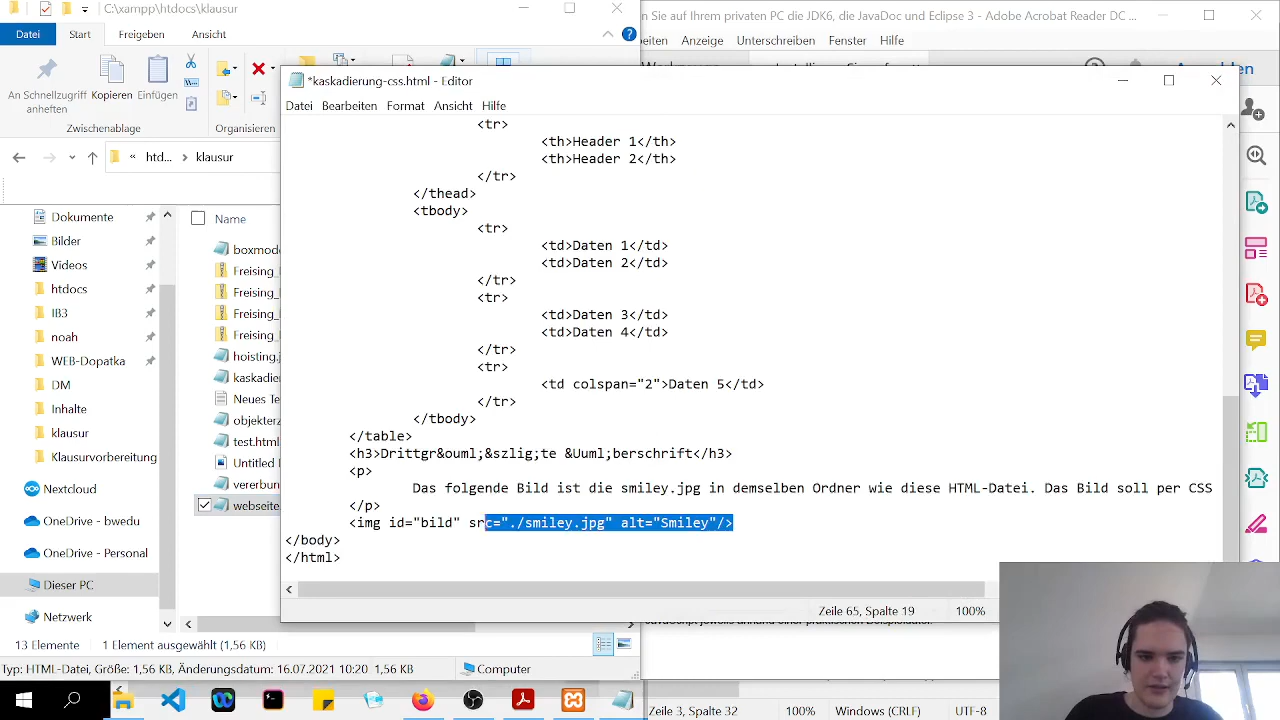 C:\xampp\htdocs\klausur
Sie auf Ihrem privaten PC die JDK6, die JavaDoc und Eclipse 3 - Adobe Acrobat Reader DC ...
Datei Start Freigeben Ansicht
Anzeige Unterschreiben Fenster Hilfe
*kaskadierung-css.html - Editor
An Schnellzugriff anheften
Kopieren
Einfügen
Zwischenablage
Organisieren
Datei Bearbeiten Format Ansicht Hilfe
« htd... > klausur
Name
Dokumente
Bilder
Videos
htdocs
IB3
noah
WEB-Dopatka
DM
Inhalte
klausur
Klausurvorbereitung
Nextcloud
OneDrive - bwedu
OneDrive - Personal
Dieser PC
Netzwerk
boxmode
Freising_
Freising_
Freising_
Freising_
hoisting.j
kaskadier
Neues Te
objekterz
test.html
Untitled
vererbun
webseite
<tr>
<th>Header 1</th>
<th>Header 2</th>
</tr>
</thead>
<tbody>
<tr>
<td>Daten 1</td>
<td>Daten 2</td>
</tr>
<tr>
<td>Daten 3</td>
<td>Daten 4</td>
</tr>
<tr>
<td colspan="2">Daten 5</td>
</tr>
</tbody>
</table>
<h3>Drittgr&ouml;&szlig;te &Uuml;berschrift</h3>
<p>
Das folgende Bild ist die smiley.jpg in demselben Ordner wie diese HTML-Datei. Das Bild soll per CSS
</p>
<img id="bild" src="./smiley.jpg" alt="Smiley"/>
</body>
</html>
Zeile 65, Spalte 19 100%
13 Elemente 1 Element ausgewählt (1,56 KB)
Typ: HTML-Datei, Größe: 1,56 KB, Änderungsdatum: 16.07.2021 10:20 1,56 KB Computer
Zeile 3, Spalte 32 100% Windows (CRLF) UTF-8